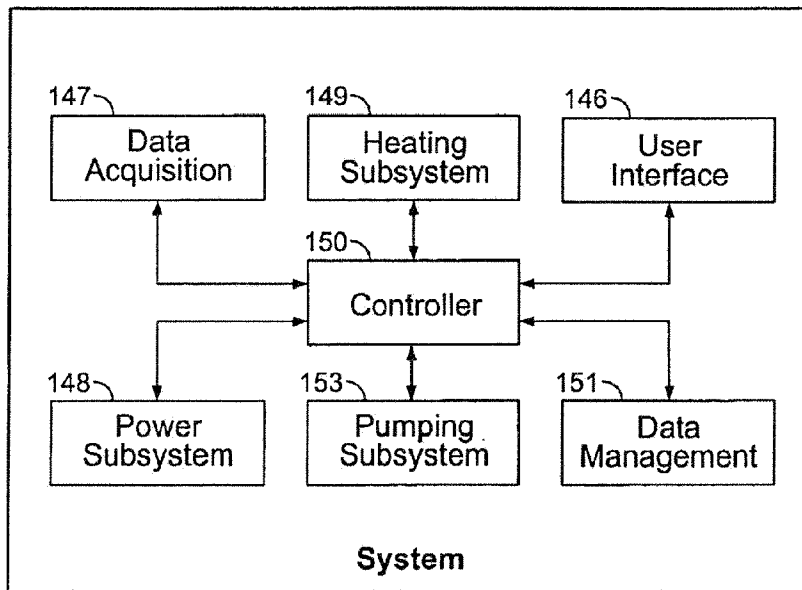 147
Data
Acquisition
149
Heating
Subsystem
146
User
Interface
150
Controller
148
Power
Subsystem
153
Pumping
Subsystem
151
Data
Management
System